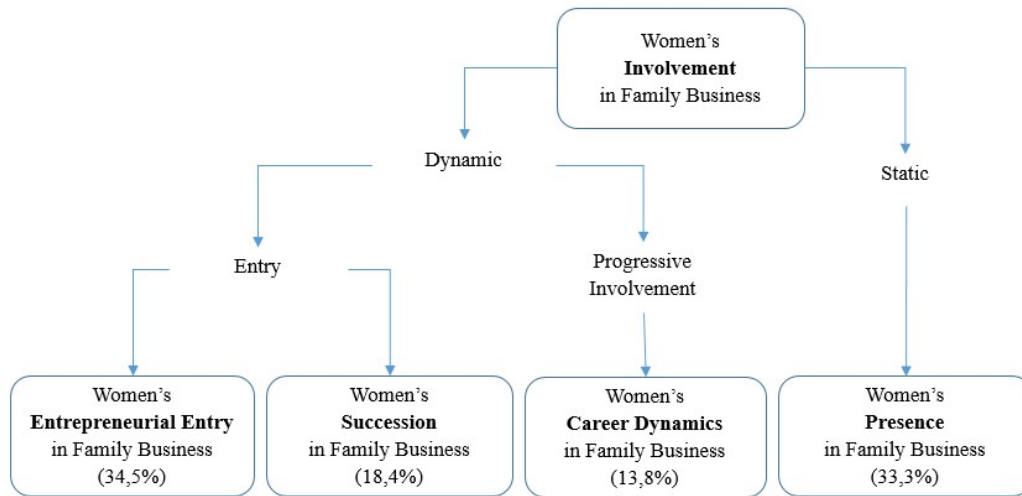 Women’s
Involvement
in Family Business
Dynamic
Static
Entry
Progressive
Involvement
Women’s
Entrepreneurial Entry
in Family Business
(34,5%)
Women’s
Succession
in Family Business
(18,4%)
Women’s
Career Dynamics
in Family Business
(13,8%)
Women’s
Presence
in Family Business
(33,3%)